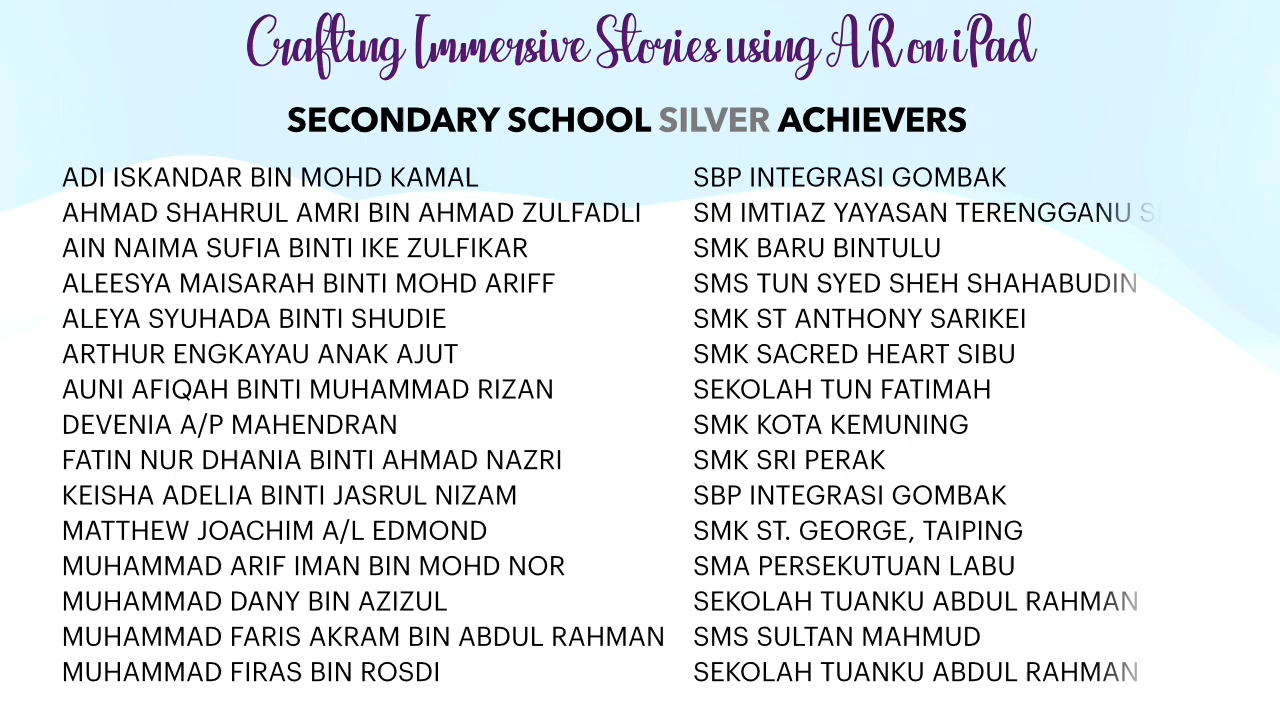 Crafting Immersive Stories using AR on iPad
SECONDARY SCHOOL SILVER ACHIEVERS
ADI ISKANDAR BIN MOHD KAMAL SBP INTEGRASI GOMBAK
AHMAD SHAHRUL AMRI BIN AHMAD ZULFADLI SM IMTIAZ YAYASAN TERENGGANU
AIN NAIMA SUFIA BINTI IKE ZULFIKAR SMK BARU BINTULU
ALEESYA MAISARAH BINTI MOHD ARIFF SMS TUN SYED SHEH SHAHABUDIN
ALEYA SYUHADA BINTI SHUDIE SMK ST ANTHONY SARIKEI
ARTHUR ENGKAYAU ANAK AJUT SMK SACRED HEART SIBU
AUNI AFIQAH BINTI MUHAMMAD RIZAN SEKOLAH TUN FATIMAH
DEVENIA A/P MAHENDRAN SMK KOTA KEMUNING
FATIN NUR DHANIA BINTI AHMAD NAZRI SMK SRI PERAK
KEISHA ADELIA BINTI JASRUL NIZAM SBP INTEGRASI GOMBAK
MATTHEW JOACHIM A/L EDMOND SMK ST. GEORGE, TAIPING
MUHAMMAD ARIF IMAN BIN MOHD NOR SMA PERSEKUTUAN LABU
MUHAMMAD DANY BIN AZIZUL SEKOLAH TUANKU ABDUL RAHMAN
MUHAMMAD FARIS AKRAM BIN ABDUL RAHMAN SMS SULTAN MAHMUD
MUHAMMAD FIRAS BIN ROSDI SEKOLAH TUANKU ABDUL RAHMAN